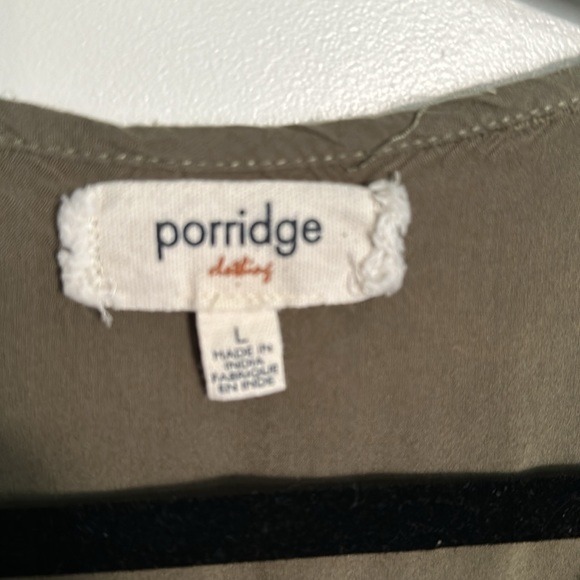 porridge
clothing
L
MADE IN
INDIA
FABRIQUE
EN INDE